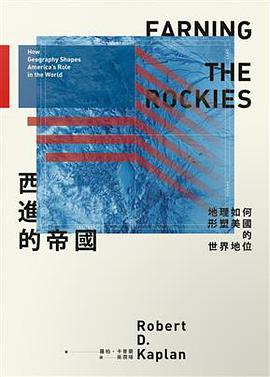 How
Geography Shapes
America's Role
in the World
EARNING
THE
ROCKIES
西進的帝國
地理如何
形塑美國
的
世界地位
Robert
D.
Kaplan
羅柏・卡普蘭